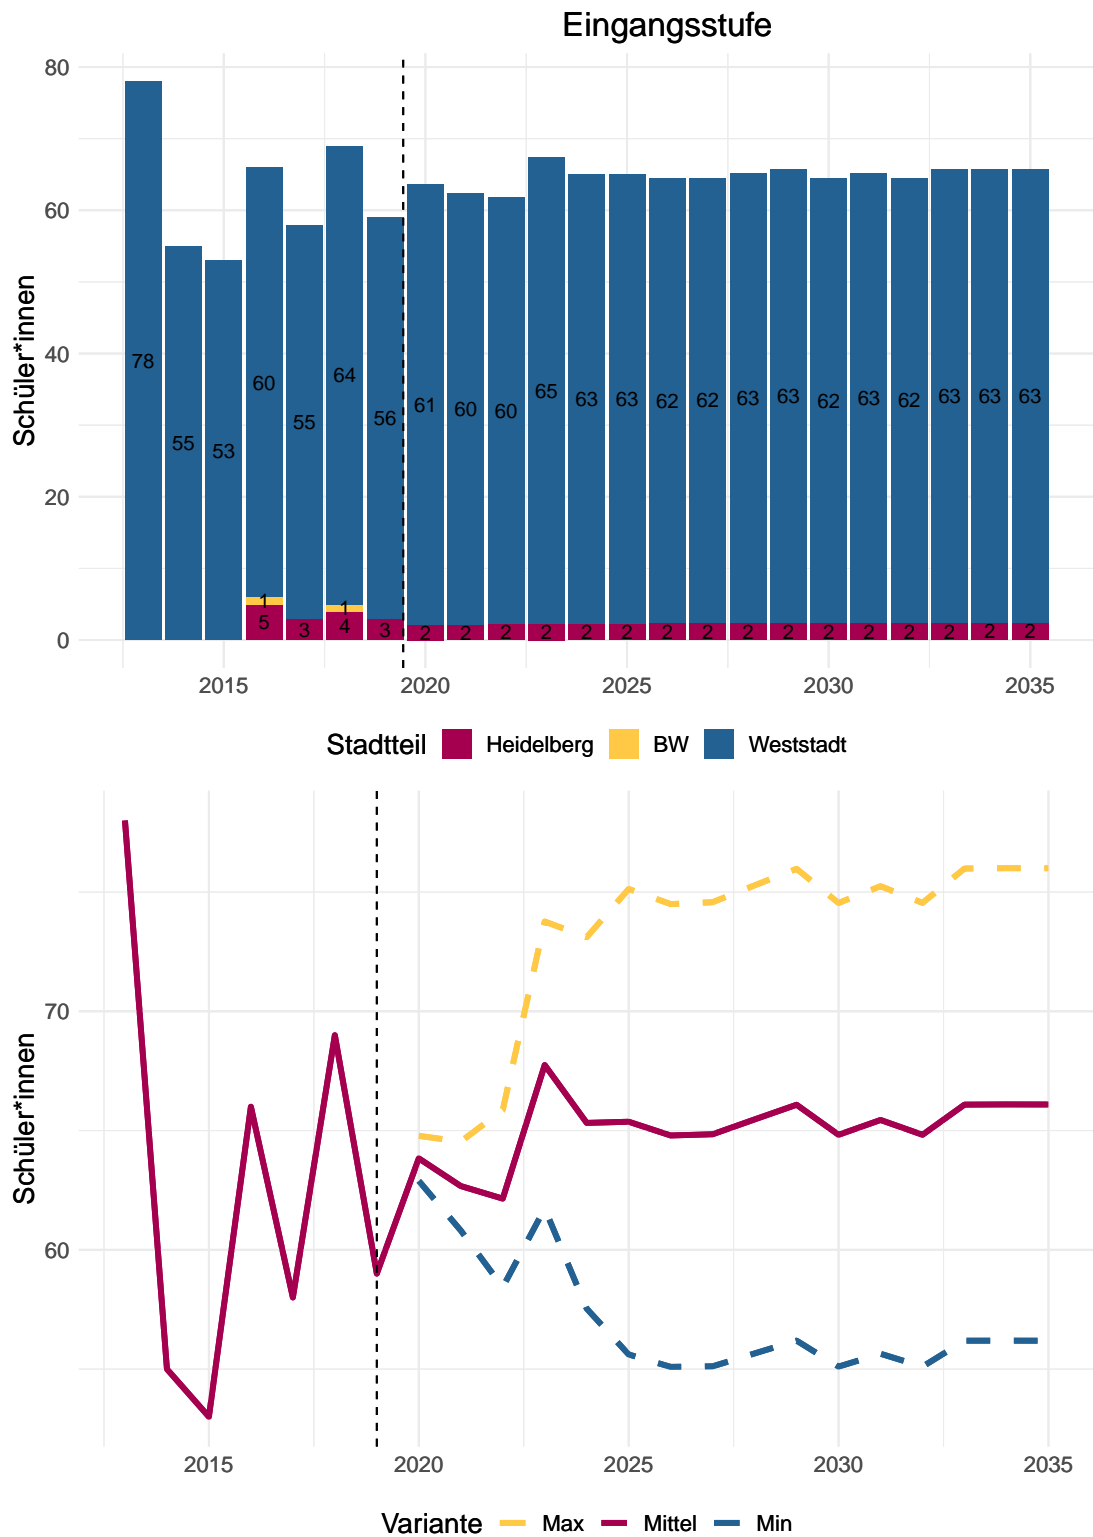 Eingangsstufe
Schüler*innen
80
60
40
20
0
78 55 53 60 55 64 56 61 60 60 65 63 63 62 62 63 63 62 63 62 63 63 63
1 1
5 3 4 3 2 2 2 2 2 2 2 2 2 2 2 2 2 2 2 2
2015 2020 2025 2030 2035
Stadtteil Heidelberg BW Weststadt
Schüler*innen
70
60
2015 2020 2025 2030 2035
Variante Max Mittel Min